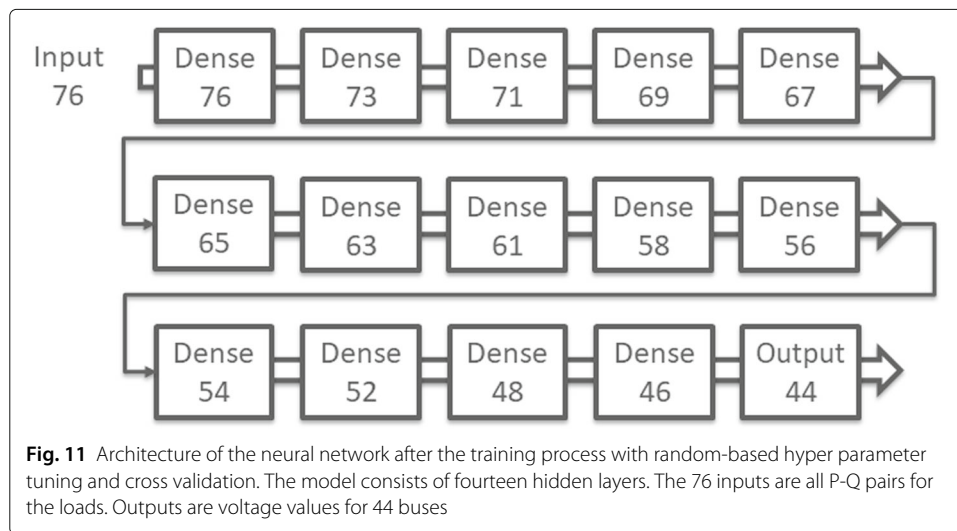 Input
76
Dense
76
Dense
73
Dense
71
Dense
69
Dense
67
Dense
65
Dense
63
Dense
61
Dense
58
Dense
56
Dense
54
Dense
52
Dense
48
Dense
46
Output
44
Fig. 11 Architecture of the neural network after the training process with random-based hyper parameter
tuning and cross validation. The model consists of fourteen hidden layers. The 76 inputs are all P-Q pairs for
the loads. Outputs are voltage values for 44 buses